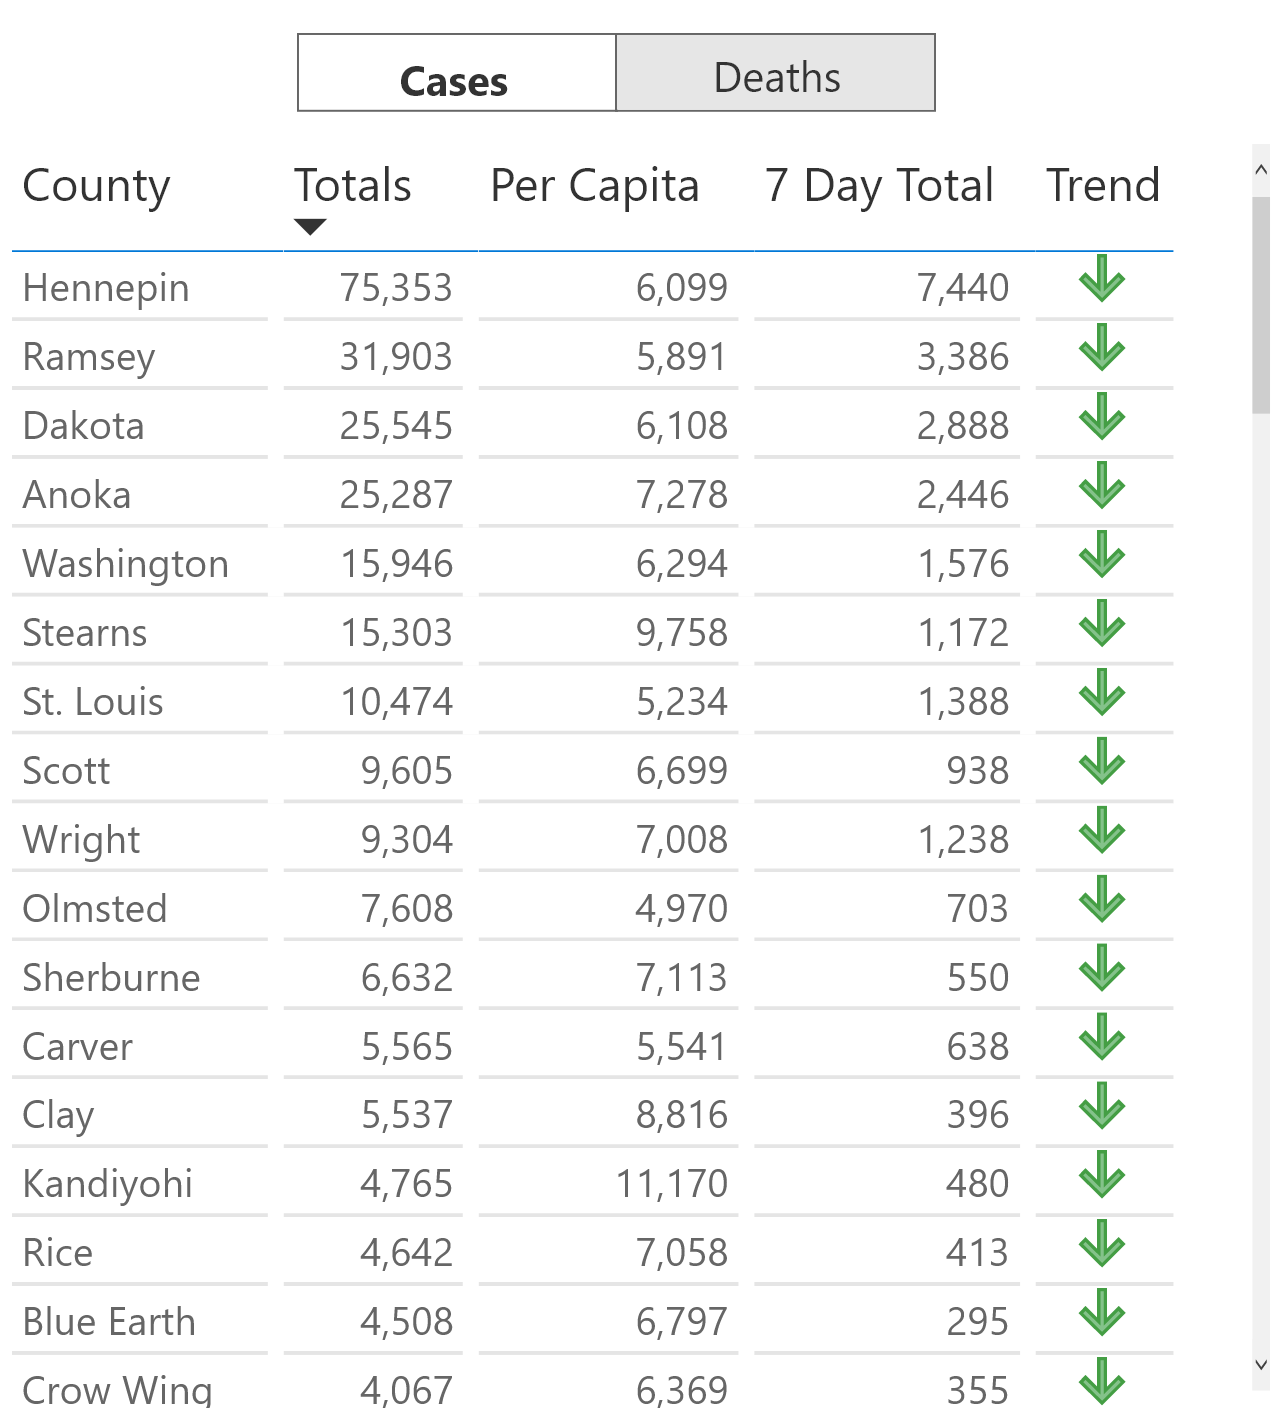 Cases Deaths
County Totals Per Capita 7 Day Total Trend
Hennepin 75,353 6,099 7,440
Ramsey 31,903 5,891 3,386
Dakota 25,545 6,108 2,888
Anoka 25,287 7,278 2,446
Washington 15,946 6,294 1,576
Stearns 15,303 9,758 1,172
St. Louis 10,474 5,234 1,388
Scott 9,605 6,699 938
Wright 9,304 7,008 1,238
Olmsted 7,608 4,970 703
Sherburne 6,632 7,113 550
Carver 5,565 5,541 638
Clay 5,537 8,816 396
Kandiyohi 4,765 11,170 480
Rice 4,642 7,058 413
Blue Earth 4,508 6,797 295
Crow Wing 4,067 6,369 355